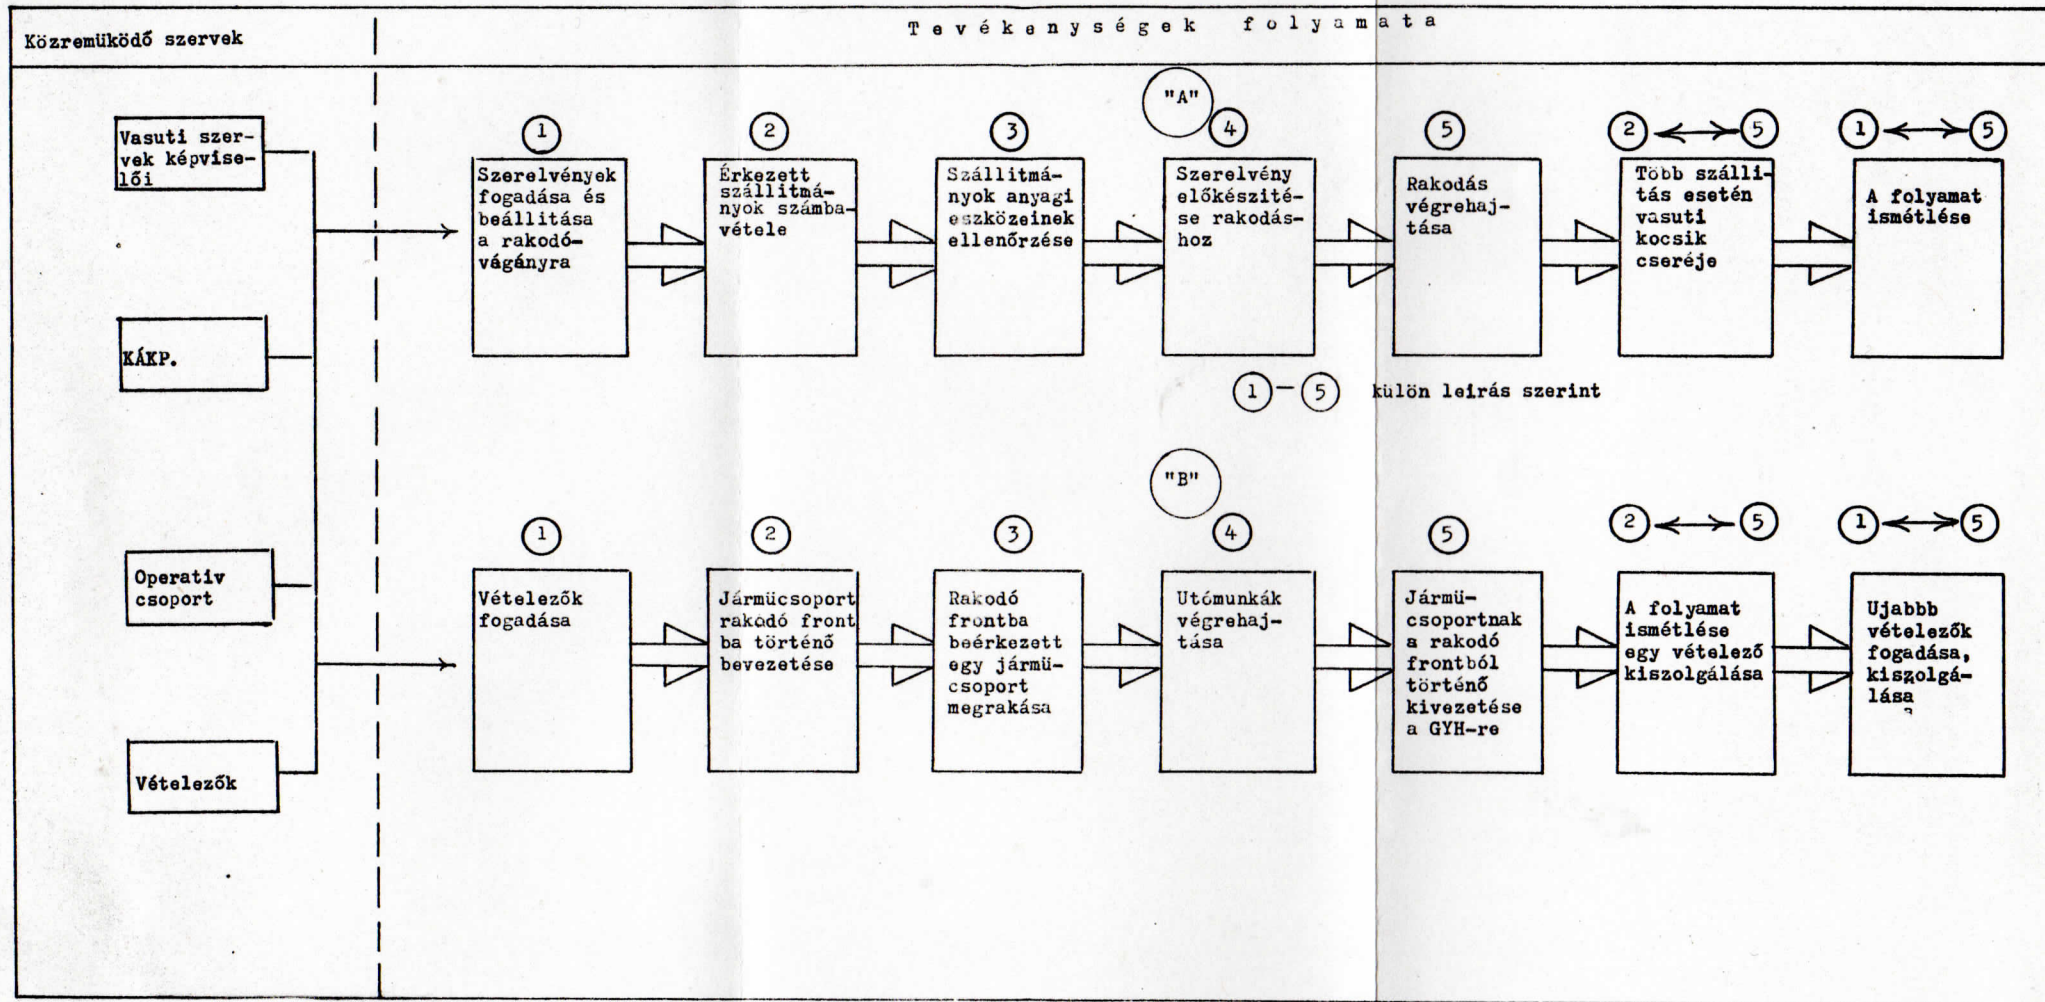 Tevékenységek folyamata
Közremüködő szervek
Vasuti szer-
vek képvise-
lői
KÁKP.
Operativ
csoport
Vételezők
"A"
1
Szerelvények
fogadása és
beállitása
a rakodó-
vágányra
2
Érkezett
szállitmá-
nyok számba-
vétele
3
Szállitmá-
nyok anyagi
eszközeinek
ellenőrzése
4
Szerelvény
előkészité-
se rakodás-
hoz
5
Rakodás
végrehaj-
tása
2 5
Több szálli-
tás esetén
vasuti
kocsik
cseréje
1 5
A folyamat
ismétlése
1 - 5 külön leirás szerint
"B"
1
Vételezők
fogadása
2
Jármücsoport
rakodó front
ba történő
bevezetése
3
Rakodó
frontba
beérkezett
egy jármü-
csoport
megrakása
4
Utómunkák
végrehaj-
tása
5
Jármü-
csoportnak
a rakodó
frontból
történő
kivezetése
a GYH-re
2 5
A folyamat
ismétlése
egy vételező
kiszolgálása
1 5
Ujabbb
vételezők
fogadása,
kiszolgá-
lása